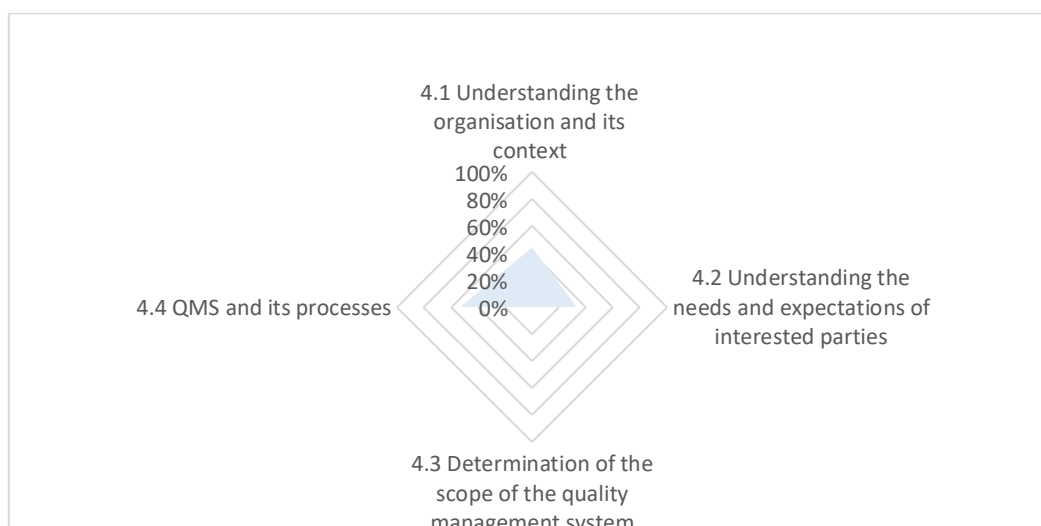 4.1 Understanding the
organisation and its
context
100%
80%
60%
40%
20%
0%
4.2 Understanding the
needs and expectations of
interested parties
4.4 QMS and its processes
4.3 Determination of the
scope of the quality
management system